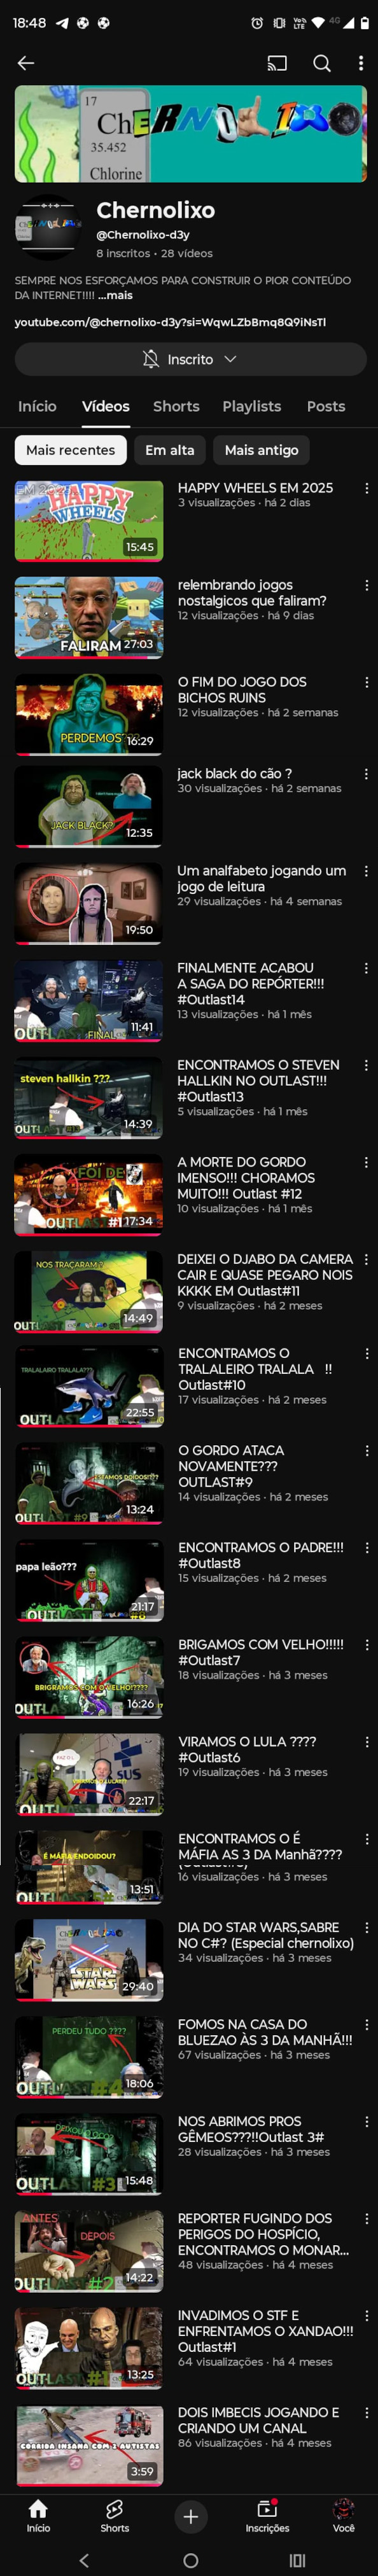 18:48
Vo)) LTE
4G
17
ChERNOLIXO
35.452
Chlorine
Chernolixo
@Chernolixo-d3y
8 inscritos • 28 vídeos
SEMPRE NOS ESFORÇAMOS PARA CONSTRUIR O PIOR CONTEÚDO
DA INTERNET!!!! ...mais
youtube.com/@chernolixo-d3y?si=WqwLZbBmq8Q9iNsTl
Inscrito
Início Vídeos Shorts Playlists Posts
Mais recentes Em alta Mais antigo
HAPPY WHEELS
15:45
HAPPY WHEELS EM 2025
3 visualizações · há 2 dias
FALIRAM
27:03
relembrando jogos
nostalgicos que faliram?
12 visualizações · há 9 dias
PERDEMOS???
16:29
O FIM DO JOGO DOS
BICHOS RUINS
12 visualizações · há 2 semanas
JACK BLACK?
12:35
jack black do cão ?
30 visualizações · há 2 semanas
19:50
Um analfabeto jogando um
jogo de leitura
29 visualizações · há 4 semanas
OUTL
FINAL
11:41
FINALMENTE ACABOU
A SAGA DO REPÓRTER!!!
#Outlast14
13 visualizações · há 1 mês
steven hallkin ???
OUTL
14:39
ENCONTRAMOS O STEVEN
HALLKIN NO OUTLAST!!!
#Outlast13
5 visualizações · há 1 mês
FOI DE
OUTLAST #1
17:34
A MORTE DO GORDO
IMENSO!!! CHORAMOS
MUITO!!! Outlast #12
10 visualizações · há 1 mês
NOS TRAÇARAM ?
OUT
14:49
DEIXEI O DJABO DA CAMERA
CAIR E QUASE PEGARO NOIS
KKKK EM Outlast#11
9 visualizações · há 2 meses
TRALALAIRO TRALALA???
OUTLAST
22:55
ENCONTRAMOS O
TRALALEIRO TRALALA !!
Outlast#10
17 visualizações · há 2 meses
OUTLAST #9
13:24
O GORDO ATACA
NOVAMENTE???
OUTLAST#9
14 visualizações · há 2 meses
papa leão???
OUTLAST
#8
21:17
ENCONTRAMOS O PADRE!!!
#Outlast8
15 visualizações · há 2 meses
BRIGRAMOS COM O VELHO!????
OUTLA
16:26
BRIGAMOS COM VELHO!!!!!
#Outlast7
18 visualizações · há 3 meses
FAZ O L
SUS
OUTL
22:17
VIRAMOS O LULA ????
#Outlast6
19 visualizações · há 3 meses
É MÁFIA ENDOIDOU?
OUTLAST
13:51
ENCONTRAMOS O É
MÁFIA AS 3 DA Manhã????
16 visualizações · há 3 meses
STAR WARS
29:40
DIA DO STAR WARS,SABRE
NO C#? (Especial chernolixo)
34 visualizações · há 3 meses
PERDEU TUDO ????
OUTL
#4
18:06
FOMOS NA CASA DO
BLUEZAO ÀS 3 DA MANHÃ!!!
67 visualizações · há 3 meses
OUTLAST #3
15:48
NOS ABRIMOS PROS
GÊMEOS???!!Outlast 3#
28 visualizações · há 3 meses
ANTES
DEPOIS
OUTL
#2
14:22
REPORTER FUGINDO DOS
PERIGOS DO HOSPÍCIO,
ENCONTRAMOS O MONAR...
48 visualizações · há 4 meses
OUTLAS #1
13:25
INVADIMOS O STF E
ENFRENTAMOS O XANDAO!!!
Outlast#1
64 visualizações · há 4 meses
CORRIDA INSANA COM 2 AUTISTAS
3:59
DOIS IMBECIS JOGANDO E
CRIANDO UM CANAL
86 visualizações · há 4 meses
Início Shorts Inscrições Você